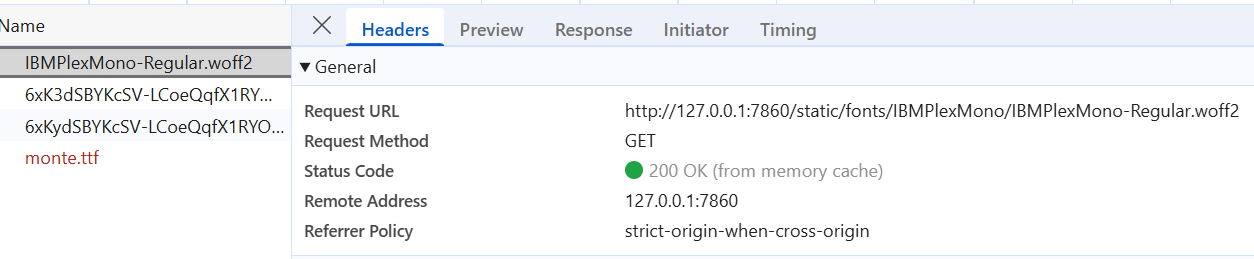 Name
IBMPlexMono-Regular.woff2
6xK3dSBYKcSV-LCoeQqfX1RY...
6xKydSBYKcSV-LCoeQqfX1RYO...
monte.ttf
Headers Preview Response Initiator Timing
General
Request URL http://127.0.0.1:7860/static/fonts/IBMPlexMono/IBMPlexMono-Regular.woff2
Request Method GET
Status Code 200 OK (from memory cache)
Remote Address 127.0.0.1:7860
Referrer Policy strict-origin-when-cross-origin